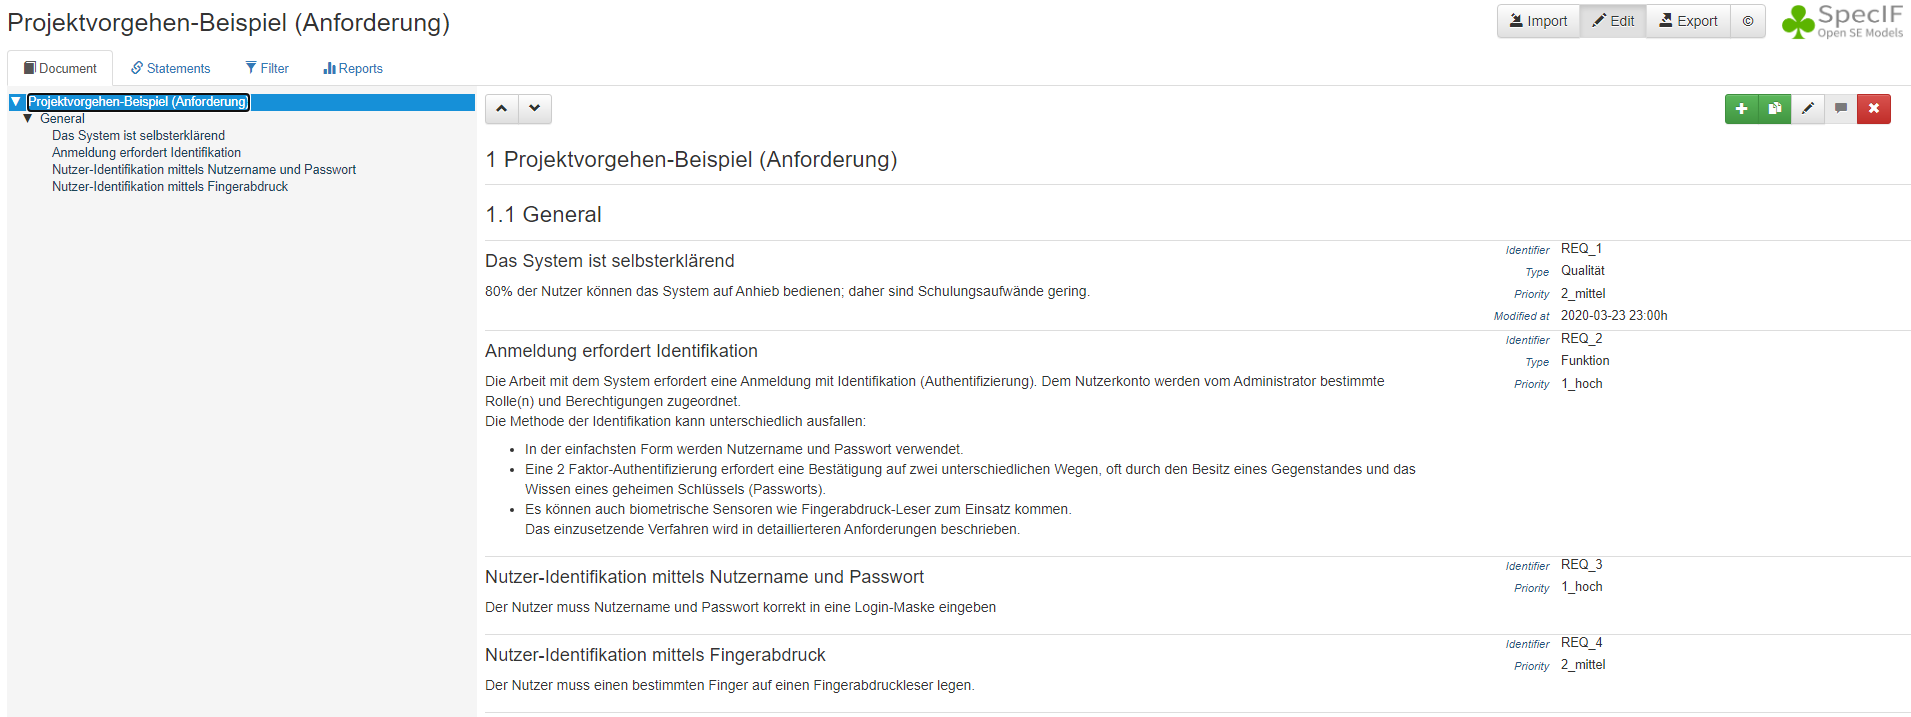 Projektvorgehen-Beispiel (Anforderung)
Import Edit Export ©
SpecIF
Open SE Models
Document Statements Filter Reports
Projektvorgehen-Beispiel (Anforderung)
General
Das System ist selbsterklärend
Anmeldung erfordert Identifikation
Nutzer-Identifikation mittels Nutzername und Passwort
Nutzer-Identifikation mittels Fingerabdruck
1 Projektvorgehen-Beispiel (Anforderung)
1.1 General
Das System ist selbsterklärend
80% der Nutzer können das System auf Anhieb bedienen; daher sind Schulungsaufwände gering.
Identifier REQ_1
Type Qualität
Priority 2_mittel
Modified at 2020-03-23 23:00h
Anmeldung erfordert Identifikation
Die Arbeit mit dem System erfordert eine Anmeldung mit Identifikation (Authentifizierung). Dem Nutzerkonto werden vom Administrator bestimmte
Rolle(n) und Berechtigungen zugeordnet.
Die Methode der Identifikation kann unterschiedlich ausfallen:
• In der einfachsten Form werden Nutzername und Passwort verwendet.
• Eine 2 Faktor-Authentifizierung erfordert eine Bestätigung auf zwei unterschiedlichen Wegen, oft durch den Besitz eines Gegenstandes und das
Wissen eines geheimen Schlüssels (Passworts).
• Es können auch biometrische Sensoren wie Fingerabdruck-Leser zum Einsatz kommen.
Das einzusetzende Verfahren wird in detaillierteren Anforderungen beschrieben.
Identifier REQ_2
Type Funktion
Priority 1_hoch
Nutzer-Identifikation mittels Nutzername und Passwort
Der Nutzer muss Nutzername und Passwort korrekt in eine Login-Maske eingeben
Identifier REQ_3
Priority 1_hoch
Nutzer-Identifikation mittels Fingerabdruck
Der Nutzer muss einen bestimmten Finger auf einen Fingerabdruckleser legen.
Identifier REQ_4
Priority 2_mittel